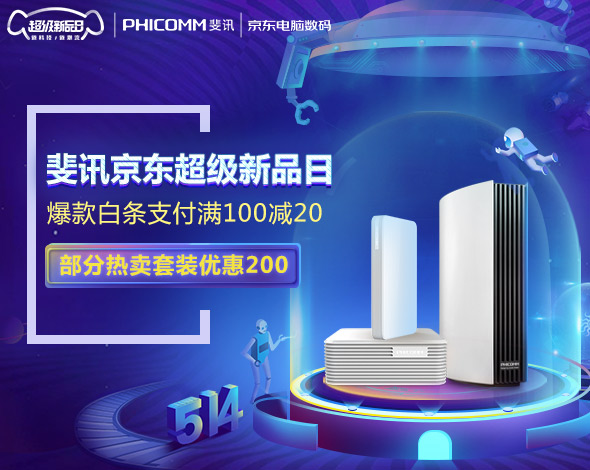 超级新品日
新科技/新潮流
PHICOMM 斐讯
京东电脑数码
斐讯京东超级新品日
爆款白条支付满100减20
部分热卖套装优惠200
PHICOMM
514